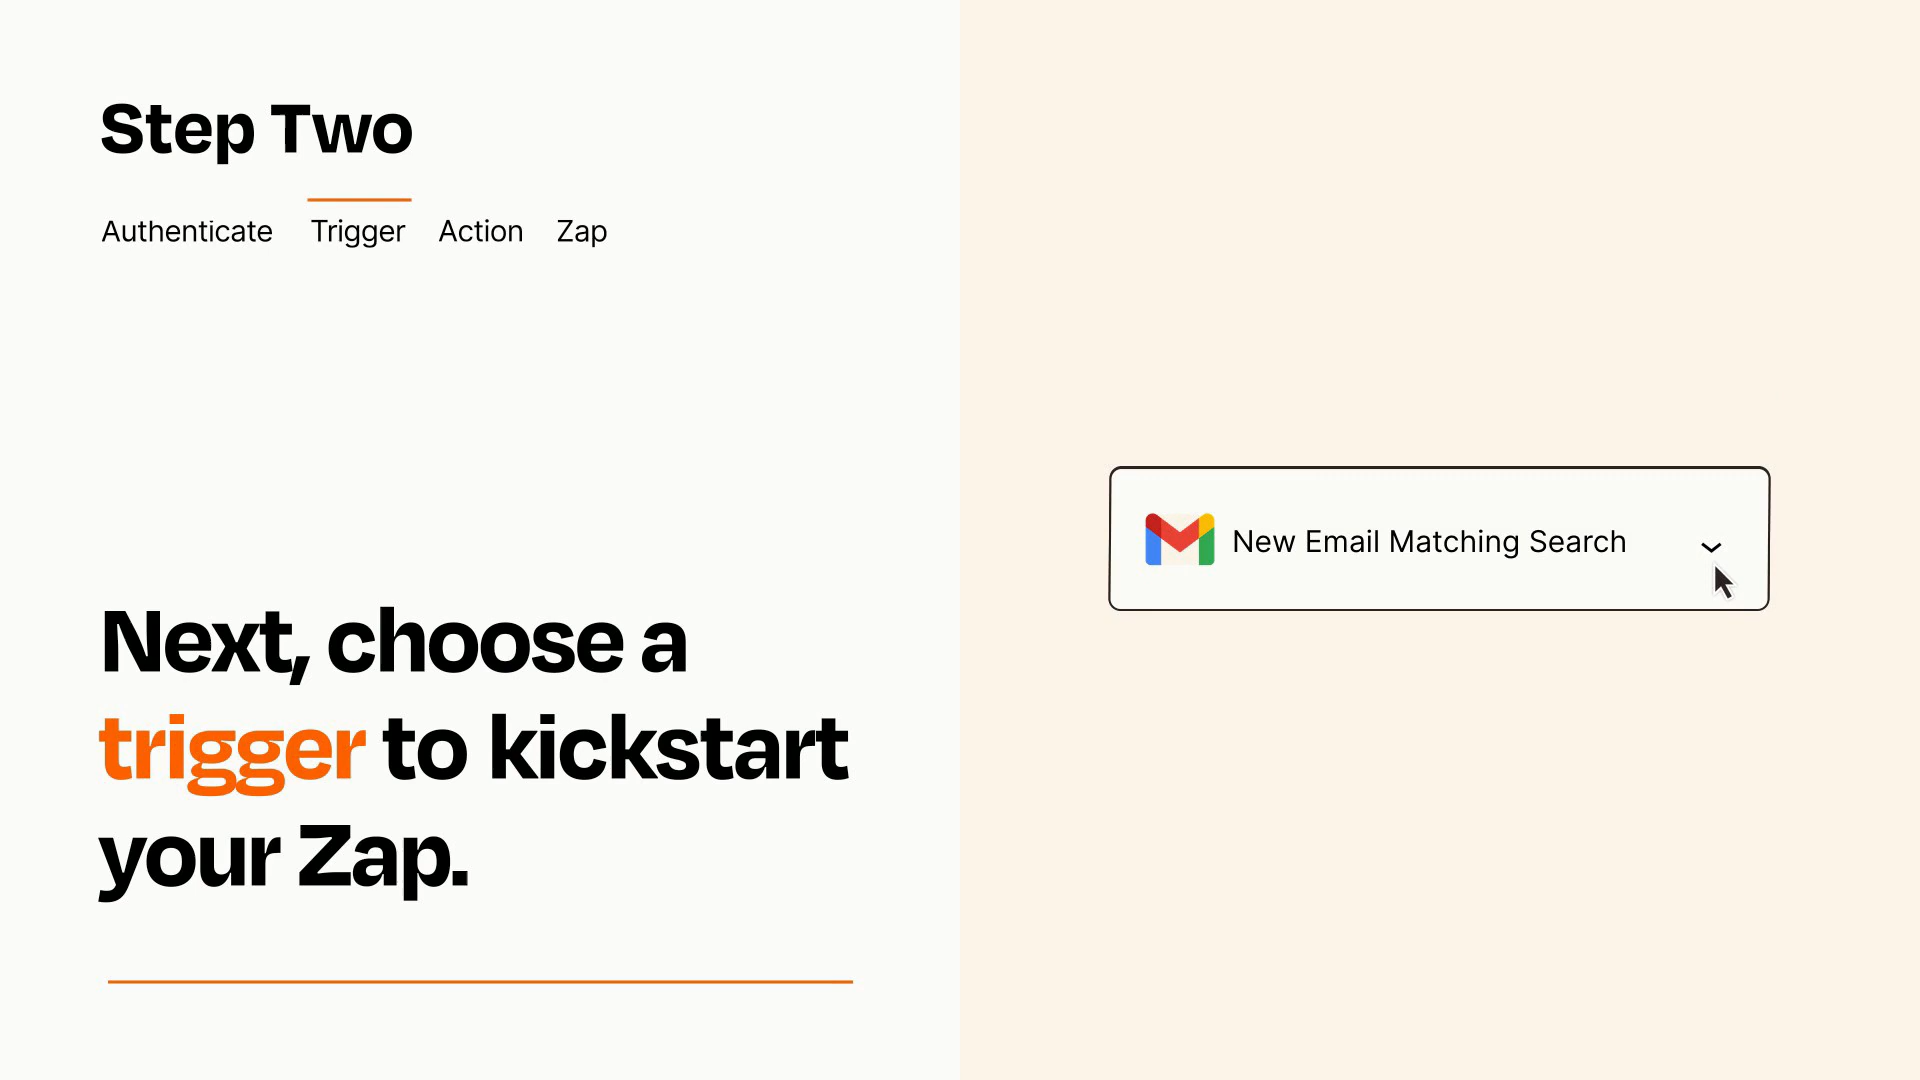 Step Two
Authenticate Trigger Action Zap
Next, choose a
trigger to kickstart
your Zap.
New Email Matching Search